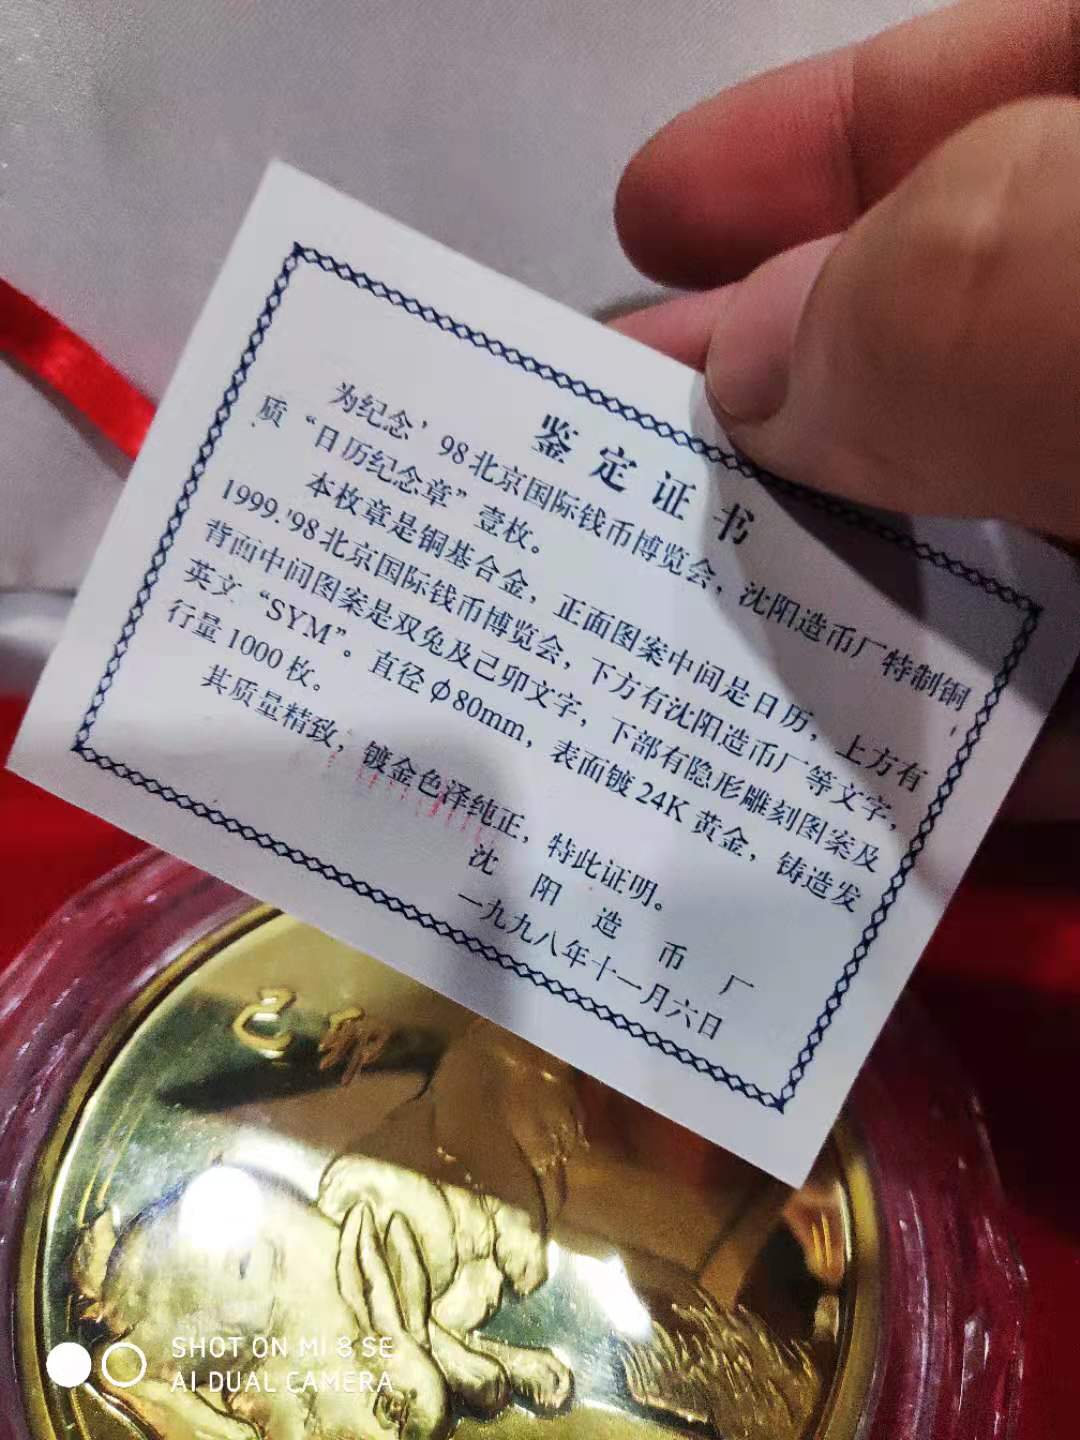 鉴定证书
为纪念’98北京国际钱币博览会，沈阳造币厂特制铜
质“日历纪念章”壹枚。
本枚章是铜基合金，正面图案中间是日历，上方有
1999.'98北京国际钱币博览会，下方有沈阳造币厂等文字，
背面中间图案是双兔及己卯文字，下部有隐形雕刻图案及
英文“SYM”。直径φ80mm，表面镀24K黄金，铸造发
行量1000枚。
其质量精致，镀金色泽纯正，特此证明。
沈阳造币厂
一九九八年十一月六日
己卯
SHOT ON MI 8 SE
AI DUAL CAMERA